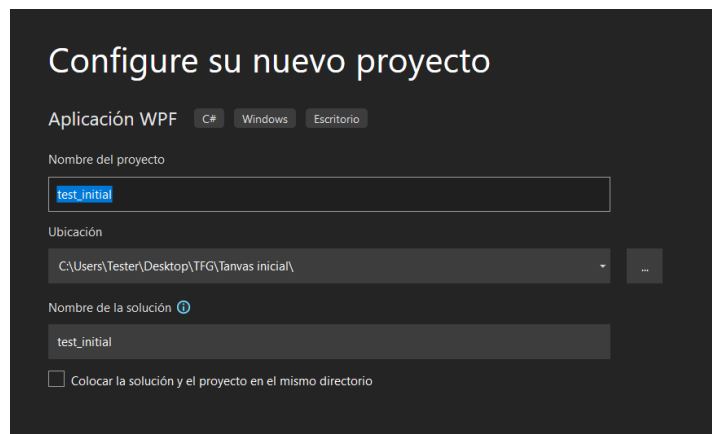 Configure su nuevo proyecto
Aplicación WPF C# Windows Escritorio
Nombre del proyecto
test_initial
Ubicación
C:\Users\Tester\Desktop\TFG\Tanvas inicial\
...
Nombre de la solución
test_initial
Colocar la solución y el proyecto en el mismo directorio